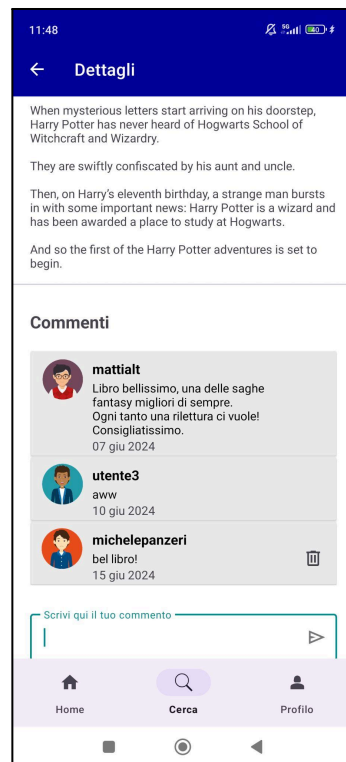 11:48
5G
40
Dettagli
When mysterious letters start arriving on his doorstep,
Harry Potter has never heard of Hogwarts School of
Witchcraft and Wizardry.
They are swiftly confiscated by his aunt and uncle.
Then, on Harry's eleventh birthday, a strange man bursts
in with some important news: Harry Potter is a wizard and
has been awarded a place to study at Hogwarts.
And so the first of the Harry Potter adventures is set to
begin.
Commenti
mattialt
Libro bellissimo, una delle saghe
fantasy migliori di sempre.
Ogni tanto una rilettura ci vuole!
Consigliatissimo.
07 giu 2024
utente3
aww
10 giu 2024
michelepanzeri
bel libro!
15 giu 2024
Scrivi qui il tuo commento
Home
Cerca
Profilo